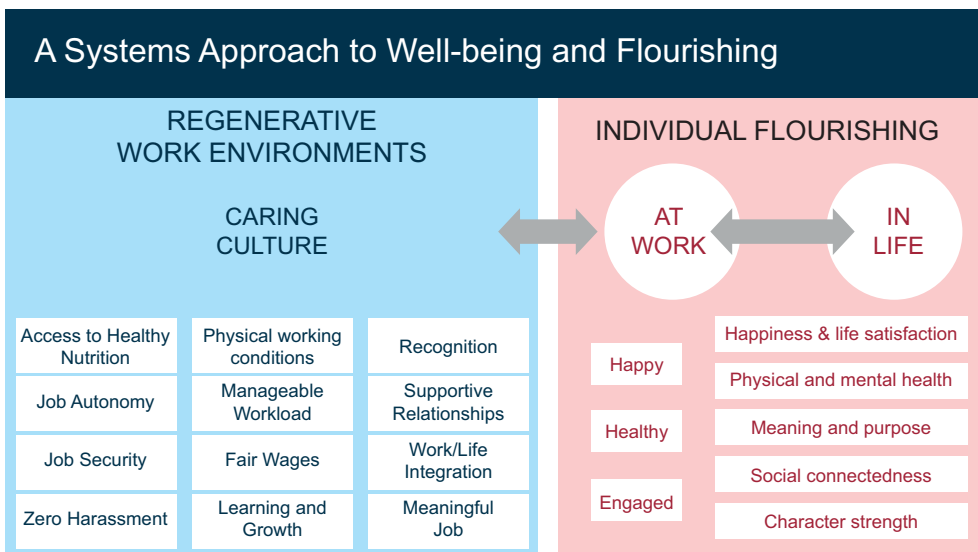 A Systems Approach to Well-being and Flourishing
REGENERATIVE
WORK ENVIRONMENTS
CARING
CULTURE
Access to Healthy
Nutrition
Physical working
conditions
Recognition
Job Autonomy
Manageable
Workload
Supportive
Relationships
Job Security
Fair Wages
Work/Life
Integration
Zero Harassment
Learning and
Growth
Meaningful
Job
INDIVIDUAL FLOURISHING
AT
WORK
IN
LIFE
Happy
Healthy
Engaged
Happiness & life satisfaction
Physical and mental health
Meaning and purpose
Social connectedness
Character strength